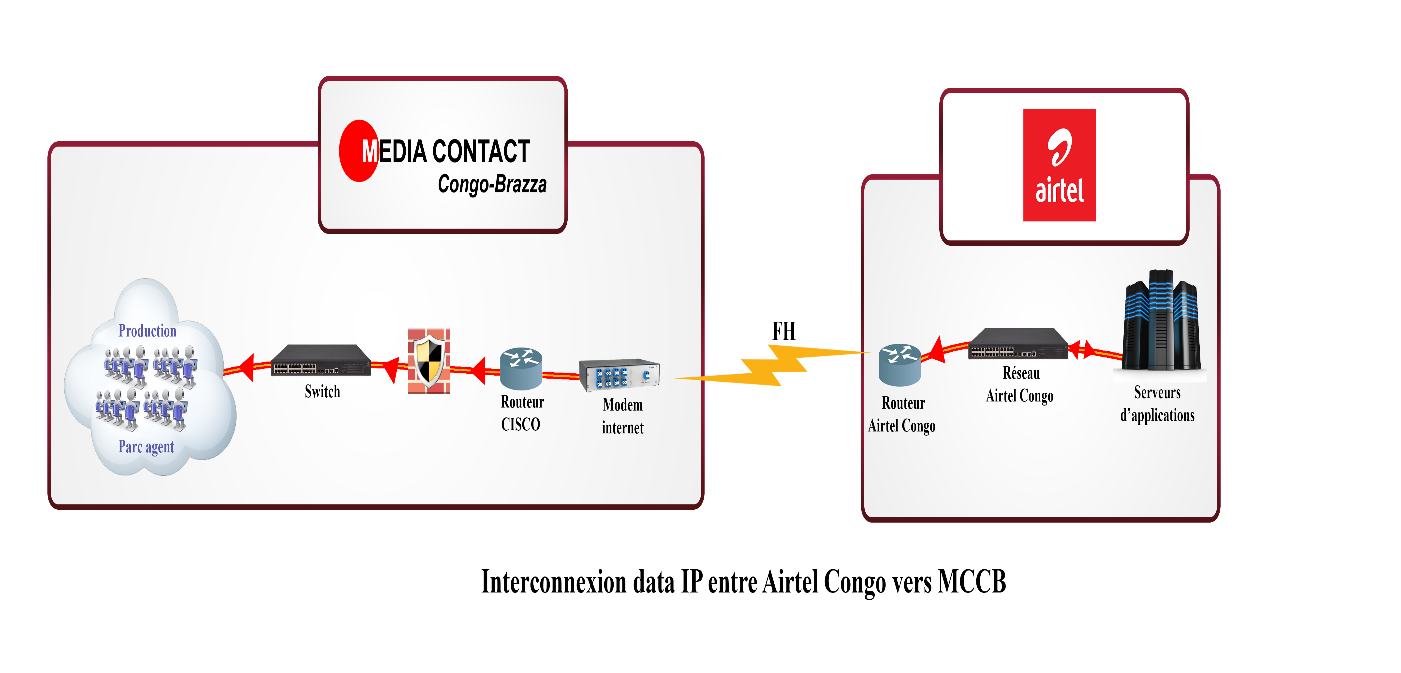 MEDIA CONTACT
Congo-Brazza
airtel
Production
Parc agent
Switch
Routeur
CISCO
Modem
internet
FH
Routeur
Airtel Congo
Réseau
Airtel Congo
Serveurs
d'applications
Interconnexion data IP entre Airtel Congo vers MCCB